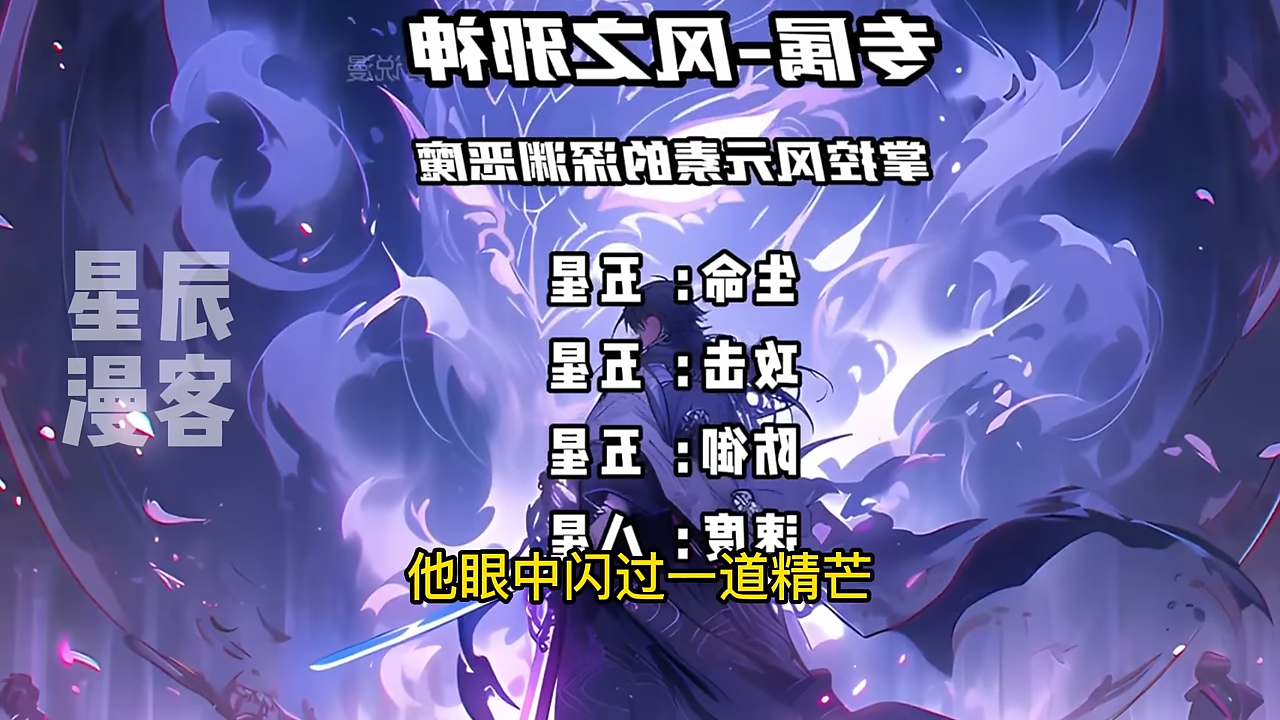 专属-风之邪神
掌控风元素的深渊恶魔
生命：五星
攻击：五星
防御：五星
速度：八星
他眼中闪过一道精芒
星辰
漫客